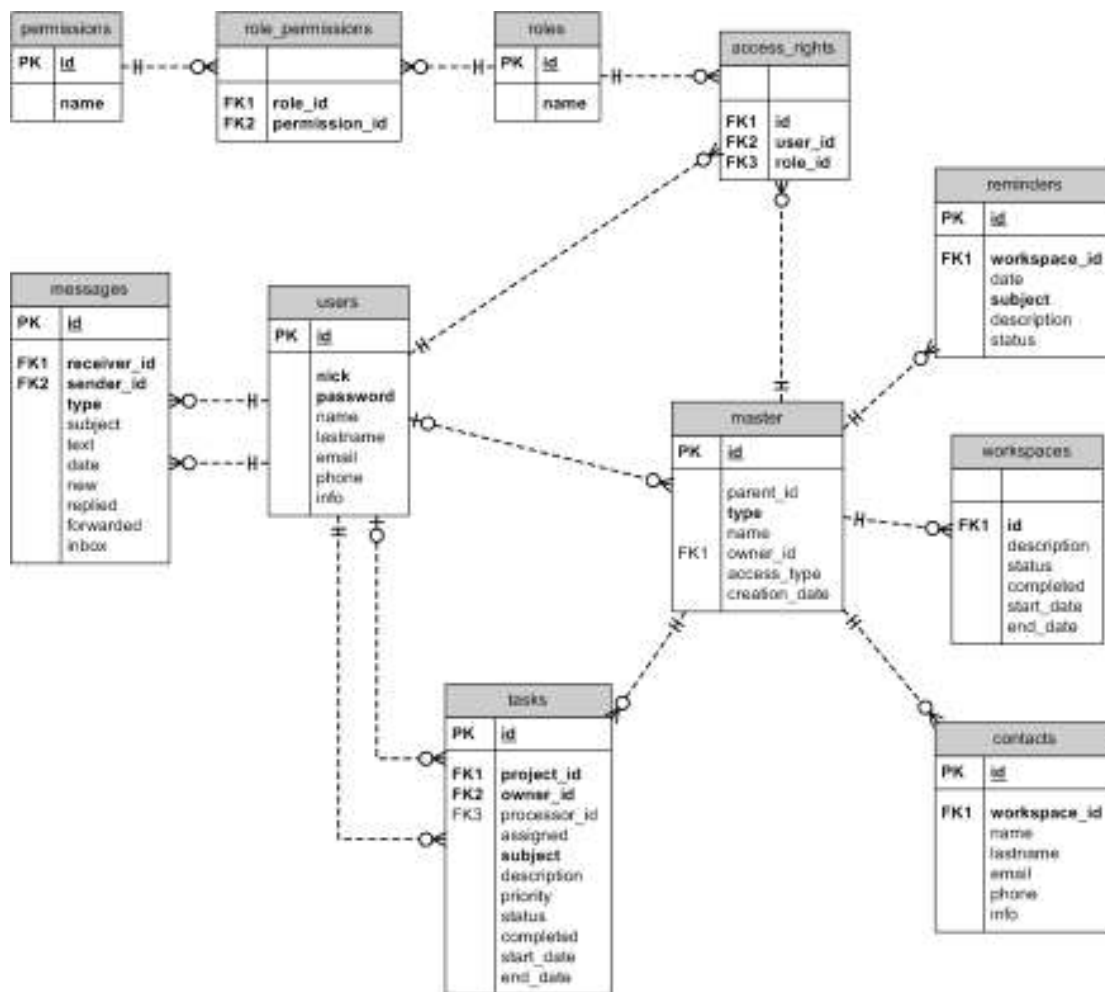 permissions
PK id
name
role_permissions
FK1 role_id
FK2 permission_id
roles
PK id
name
access_rights
FK1 id
FK2 user_id
FK3 role_id
reminders
PK id
FK1 workspace_id
date
subject
description
status
messages
PK id
FK1 receiver_id
FK2 sender_id
type
subject
text
date
new
replied
forwarded
inbox
users
PK id
nick
password
name
lastname
email
phone
info
master
PK id
parent_id
type
name
FK1 owner_id
access_type
creation_date
workspaces
FK1 id
description
status
completed
start_date
end_date
tasks
PK id
FK1 project_id
FK2 owner_id
FK3 processor_id
assigned
subject
description
priority
status
completed
start_date
end_date
contacts
PK id
FK1 workspace_id
name
lastname
email
phone
info